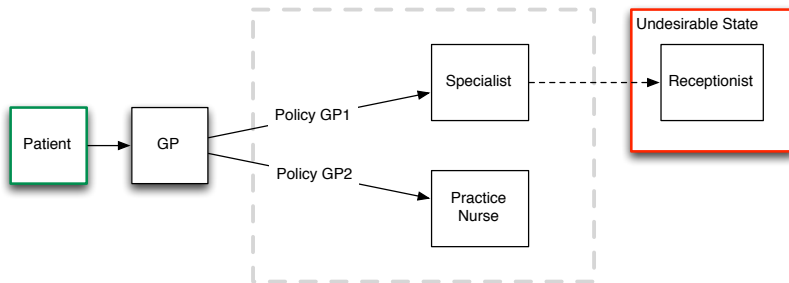 Undesirable State
Specialist
Receptionist
Policy GP1
Patient
GP
Policy GP2
Practice
Nurse